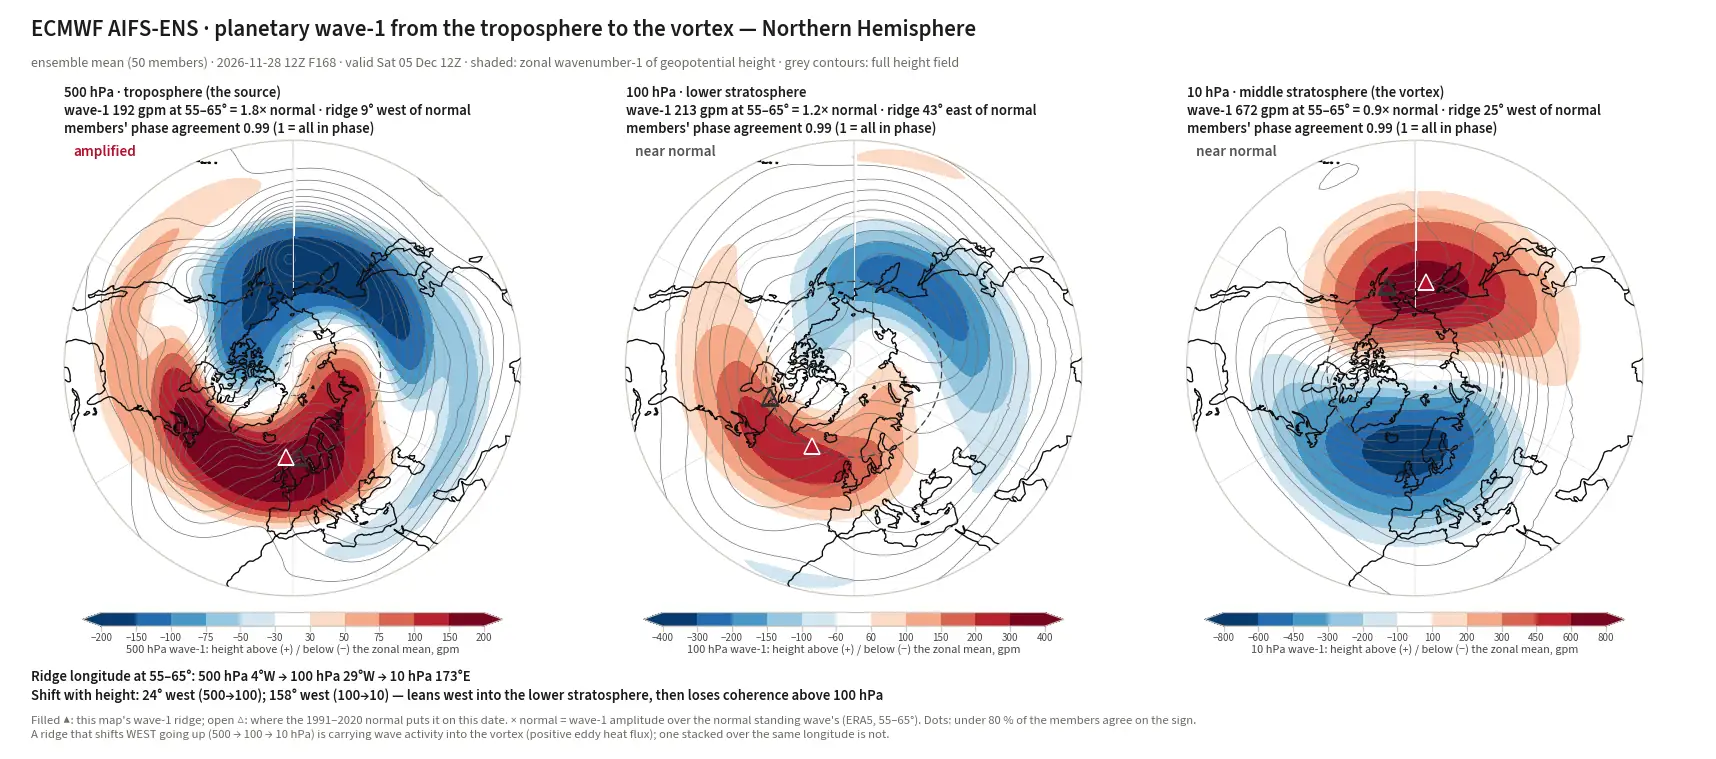 ECMWF AIFS-ENS · planetary wave-1 from the troposphere to the vortex — Northern Hemisphere
ensemble mean (50 members) · 2026-11-28 12Z F168 · valid Sat 05 Dec 12Z · shaded: zonal wavenumber-1 of geopotential height · grey contours: full height field
500 hPa · troposphere (the source)
wave-1 192 gpm at 55–65° = 1.8× normal · ridge 9° west of normal
members' phase agreement 0.99 (1 = all in phase)
amplified
100 hPa · lower stratosphere
wave-1 213 gpm at 55–65° = 1.2× normal · ridge 43° east of normal
members' phase agreement 0.99 (1 = all in phase)
near normal
10 hPa · middle stratosphere (the vortex)
wave-1 672 gpm at 55–65° = 0.9× normal · ridge 25° west of normal
members' phase agreement 0.99 (1 = all in phase)
near normal
−200 −150 −100 −75 −50 −30 30 50 75 100 150 200
500 hPa wave-1: height above (+) / below (−) the zonal mean, gpm
−400 −300 −200 −150 −100 −60 60 100 150 200 300 400
100 hPa wave-1: height above (+) / below (−) the zonal mean, gpm
−800 −600 −450 −300 −200 −100 100 200 300 450 600 800
10 hPa wave-1: height above (+) / below (−) the zonal mean, gpm
Ridge longitude at 55–65°: 500 hPa 4°W → 100 hPa 29°W → 10 hPa 173°E
Shift with height: 24° west (500→100); 158° west (100→10) — leans west into the lower stratosphere, then loses coherence above 100 hPa
Filled ▲: this map's wave-1 ridge; open △: where the 1991–2020 normal puts it on this date. × normal = wave-1 amplitude over the normal standing wave's (ERA5, 55–65°). Dots: under 80 % of the members agree on the sign.
A ridge that shifts WEST going up (500 → 100 → 10 hPa) is carrying wave activity into the vortex (positive eddy heat flux); one stacked over the same longitude is not.